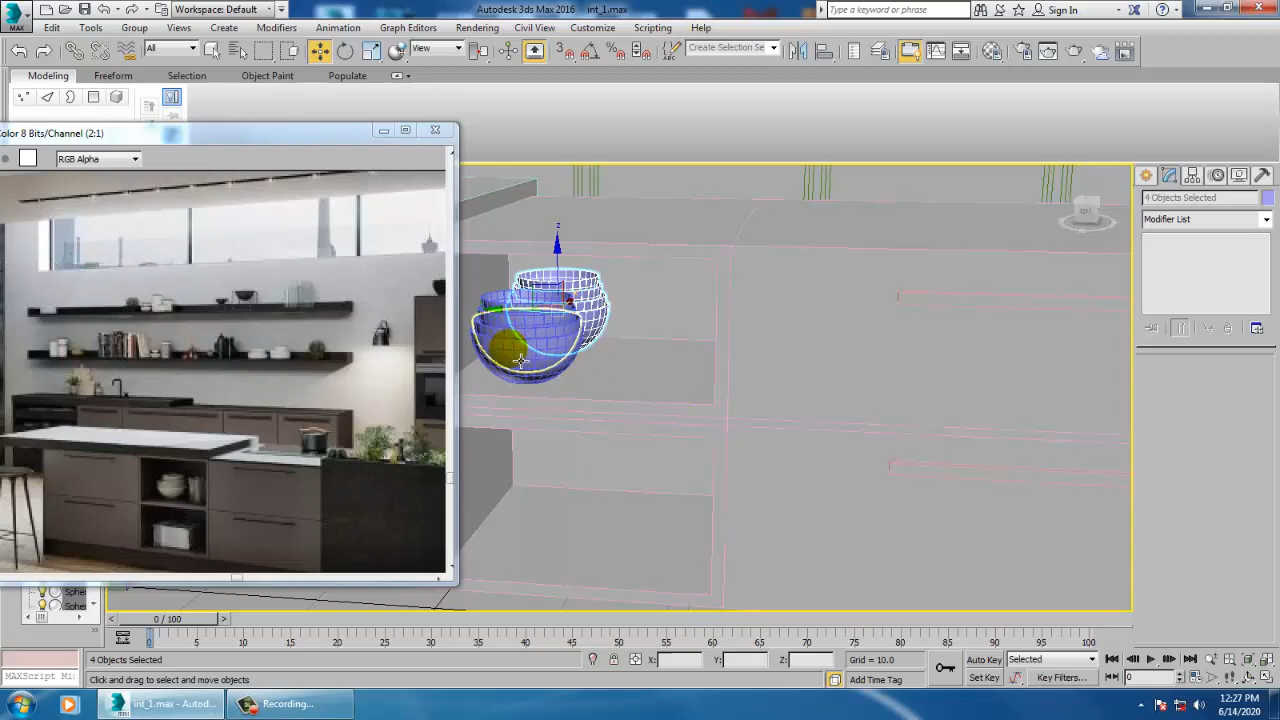 MAX
Workspace: Default
Autodesk 3ds Max 2016 int_1.max
Type a keyword or phrase
Sign In
Edit Tools Group Views Create Modifiers Animation Graph Editors Rendering Civil View Customize Scripting Help
All
View
3
ABC
Create Selection Se
Modeling Freeform Selection Object Paint Populate
Color 8 Bits/Channel (2:1)
RGB Alpha
z
4 Objects Selected
Modifier List
Spher
Sphe
0 / 100
0 5 10 15 20 25 30 35 40 45 50 55 60 65 70 75 80 85 90 95 100
4 Objects Selected
X: Y: Z: Grid = 10.0
Auto Key Selected
MAXScript Mi
Click and drag to select and move objects
Add Time Tag
Set Key Key Filters... 0
int_1.max - Autod...
Recording...
12:27 PM
6/14/2020